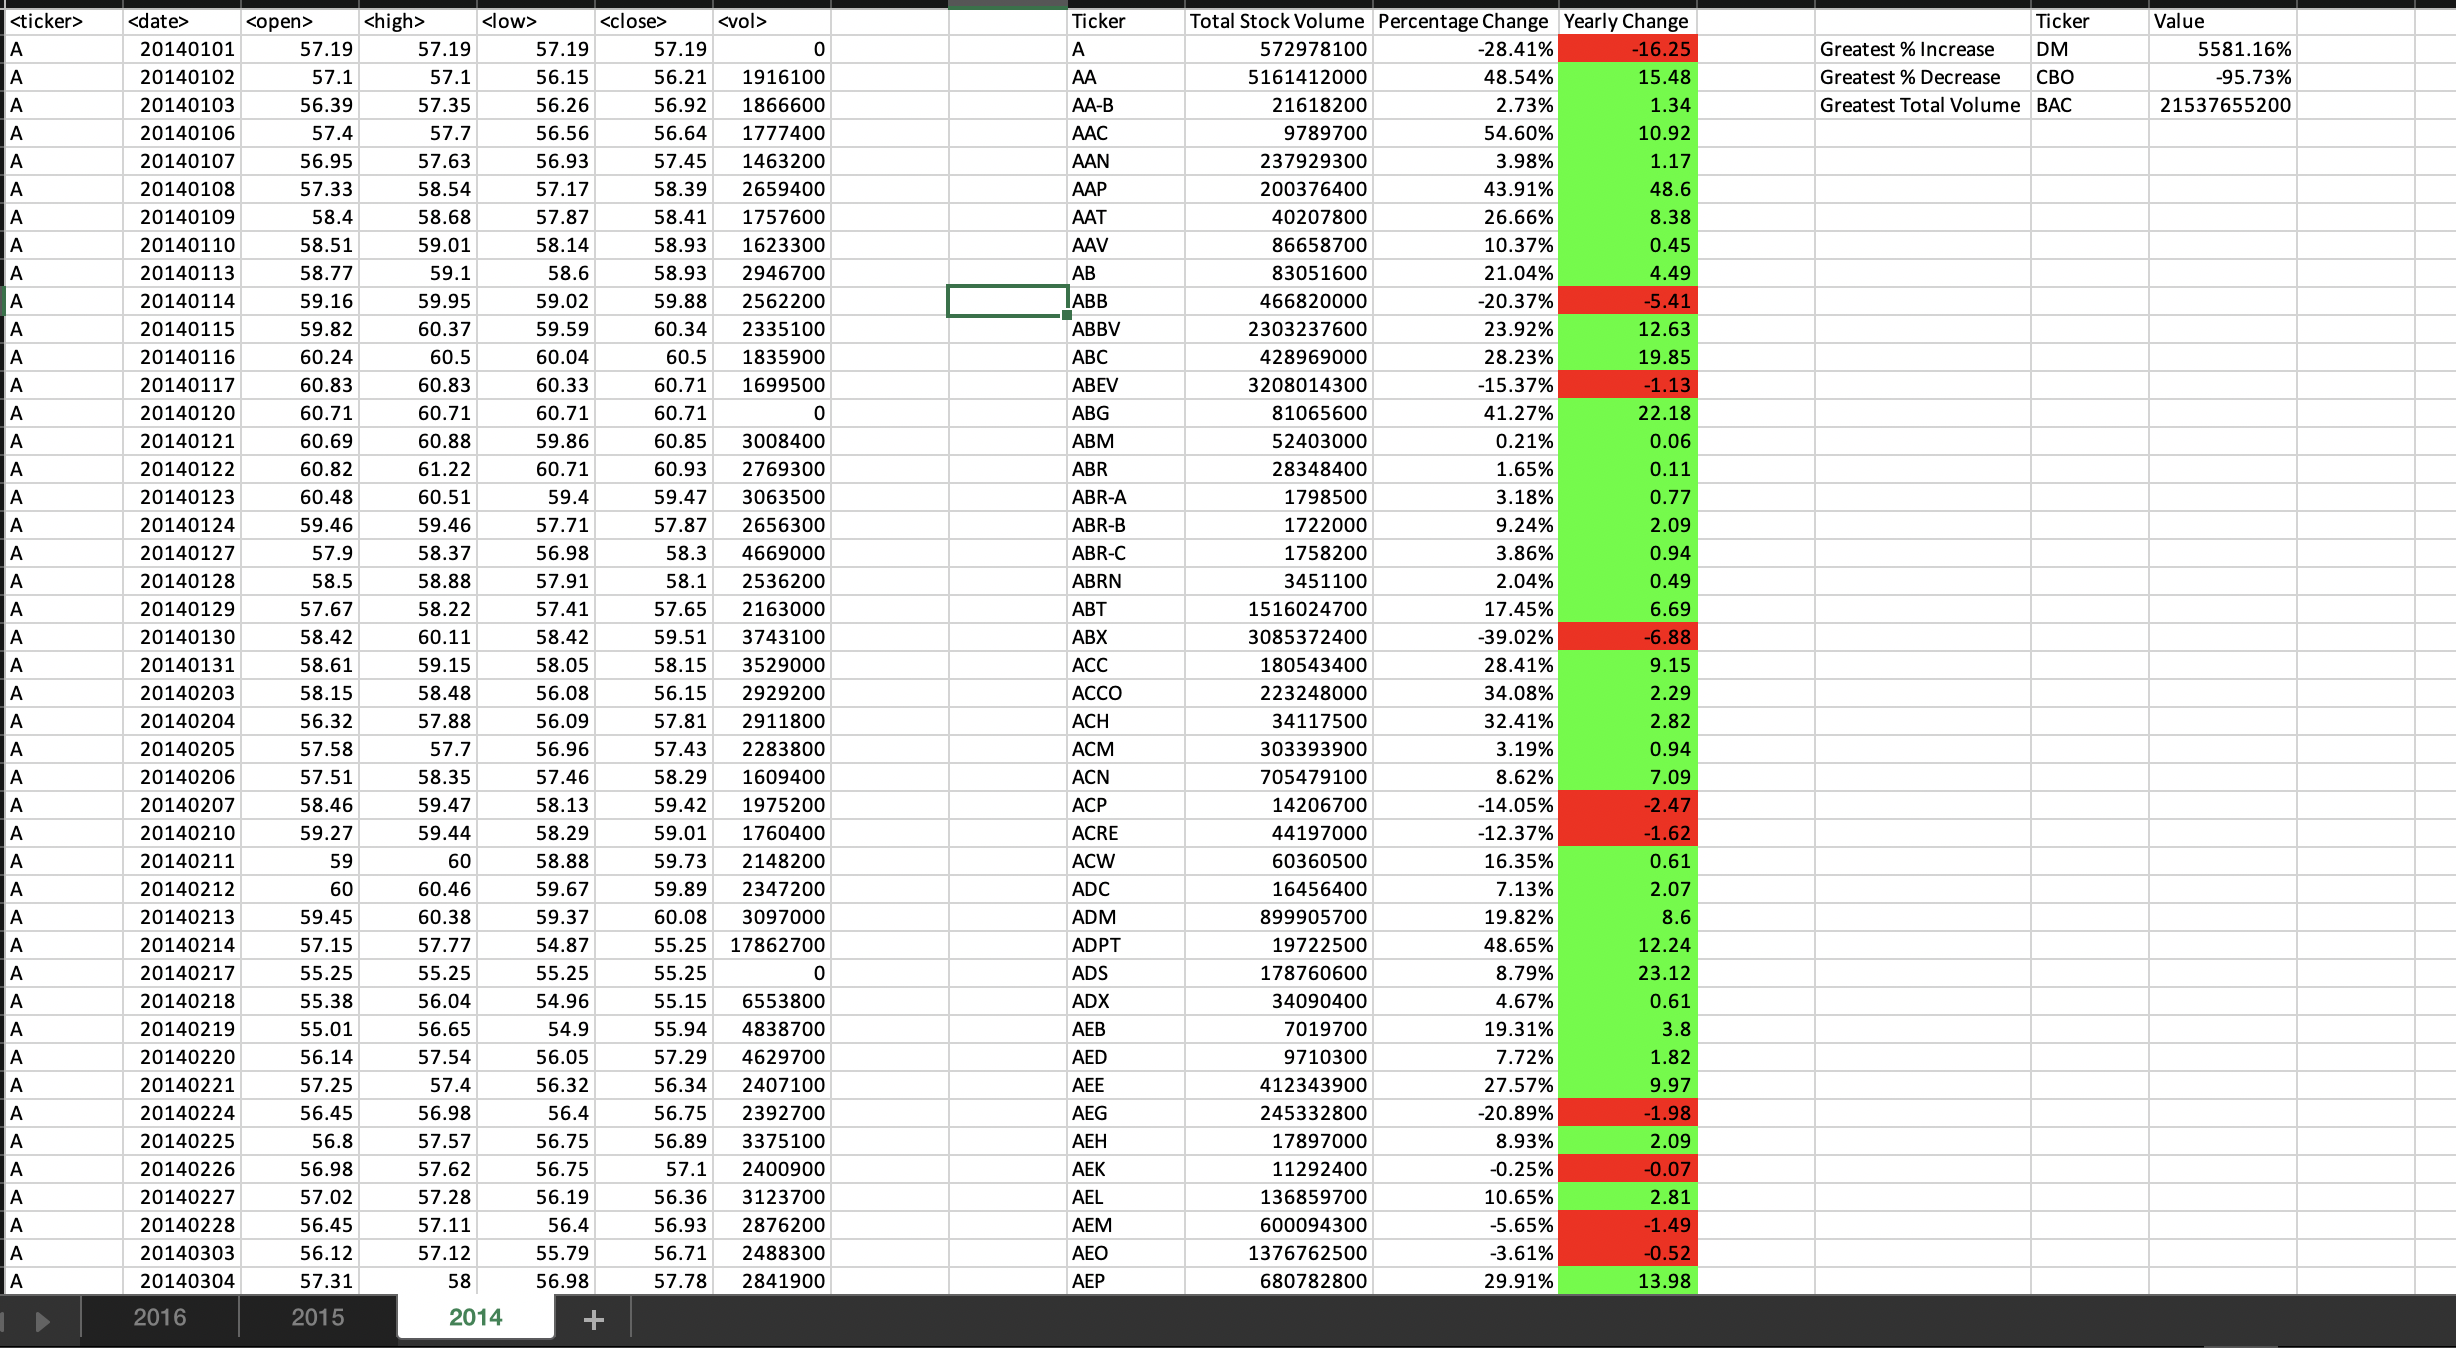 <ticker> <date> <open> <high> <low> <close> <vol> Ticker Total Stock Volume Percentage Change Yearly Change Ticker Value
A 20140101 57.19 57.19 57.19 57.19 0 A 572978100 -28.41% -16.25 Greatest % Increase DM 5581.16%
A 20140102 57.1 57.1 56.15 56.21 1916100 AA 5161412000 48.54% 15.48 Greatest % Decrease CBO -95.73%
A 20140103 56.39 57.35 56.26 56.92 1866600 AA-B 21618200 2.73% 1.34 Greatest Total Volume BAC 21537655200
A 20140106 57.4 57.7 56.56 56.64 1777400 AAC 9789700 54.60% 10.92
A 20140107 56.95 57.63 56.93 57.45 1463200 AAN 237929300 3.98% 1.17
A 20140108 57.33 58.54 57.17 58.39 2659400 AAP 200376400 43.91% 48.6
A 20140109 58.4 58.68 57.87 58.41 1757600 AAT 40207800 26.66% 8.38
A 20140110 58.51 59.01 58.14 58.93 1623300 AAV 86658700 10.37% 0.45
A 20140113 58.77 59.1 58.6 58.93 2946700 AB 83051600 21.04% 4.49
A 20140114 59.16 59.95 59.02 59.88 2562200 ABB 466820000 -20.37% -5.41
A 20140115 59.82 60.37 59.59 60.34 2335100 ABBV 2303237600 23.92% 12.63
A 20140116 60.24 60.5 60.04 60.5 1835900 ABC 428969000 28.23% 19.85
A 20140117 60.83 60.83 60.33 60.71 1699500 ABEV 3208014300 -15.37% -1.13
A 20140120 60.71 60.71 60.71 60.71 0 ABG 81065600 41.27% 22.18
A 20140121 60.69 60.88 59.86 60.85 3008400 ABM 52403000 0.21% 0.06
A 20140122 60.82 61.22 60.71 60.93 2769300 ABR 28348400 1.65% 0.11
A 20140123 60.48 60.51 59.4 59.47 3063500 ABR-A 1798500 3.18% 0.77
A 20140124 59.46 59.46 57.71 57.87 2656300 ABR-B 1722000 9.24% 2.09
A 20140127 57.9 58.37 56.98 58.3 4669000 ABR-C 1758200 3.86% 0.94
A 20140128 58.5 58.88 57.91 58.1 2536200 ABRN 3451100 2.04% 0.49
A 20140129 57.67 58.22 57.41 57.65 2163000 ABT 1516024700 17.45% 6.69
A 20140130 58.42 60.11 58.42 59.51 3743100 ABX 3085372400 -39.02% -6.88
A 20140131 58.61 59.15 58.05 58.15 3529000 ACC 180543400 28.41% 9.15
A 20140203 58.15 58.48 56.08 56.15 2929200 ACCO 223248000 34.08% 2.29
A 20140204 56.32 57.88 56.09 57.81 2911800 ACH 34117500 32.41% 2.82
A 20140205 57.58 57.7 56.96 57.43 2283800 ACM 303393900 3.19% 0.94
A 20140206 57.51 58.35 57.46 58.29 1609400 ACN 705479100 8.62% 7.09
A 20140207 58.46 59.47 58.13 59.42 1975200 ACP 14206700 -14.05% -2.47
A 20140210 59.27 59.44 58.29 59.01 1760400 ACRE 44197000 -12.37% -1.62
A 20140211 59 60 58.88 59.73 2148200 ACW 60360500 16.35% 0.61
A 20140212 60 60.46 59.67 59.89 2347200 ADC 16456400 7.13% 2.07
A 20140213 59.45 60.38 59.37 60.08 3097000 ADM 899905700 19.82% 8.6
A 20140214 57.15 57.77 54.87 55.25 17862700 ADPT 19722500 48.65% 12.24
A 20140217 55.25 55.25 55.25 55.25 0 ADS 178760600 8.79% 23.12
A 20140218 55.38 56.04 54.96 55.15 6553800 ADX 34090400 4.67% 0.61
A 20140219 55.01 56.65 54.9 55.94 4838700 AEB 7019700 19.31% 3.8
A 20140220 56.14 57.54 56.05 57.29 4629700 AED 9710300 7.72% 1.82
A 20140221 57.25 57.4 56.32 56.34 2407100 AEE 412343900 27.57% 9.97
A 20140224 56.45 56.98 56.4 56.75 2392700 AEG 245332800 -20.89% -1.98
A 20140225 56.8 57.57 56.75 56.89 3375100 AEH 17897000 8.93% 2.09
A 20140226 56.98 57.62 56.75 57.1 2400900 AEK 11292400 -0.25% -0.07
A 20140227 57.02 57.28 56.19 56.36 3123700 AEL 136859700 10.65% 2.81
A 20140228 56.45 57.11 56.4 56.93 2876200 AEM 600094300 -5.65% -1.49
A 20140303 56.12 57.12 55.79 56.71 2488300 AEO 1376762500 -3.61% -0.52
A 20140304 57.31 58 56.98 57.78 2841900 AEP 680782800 29.91% 13.98
2016 2015 2014 +